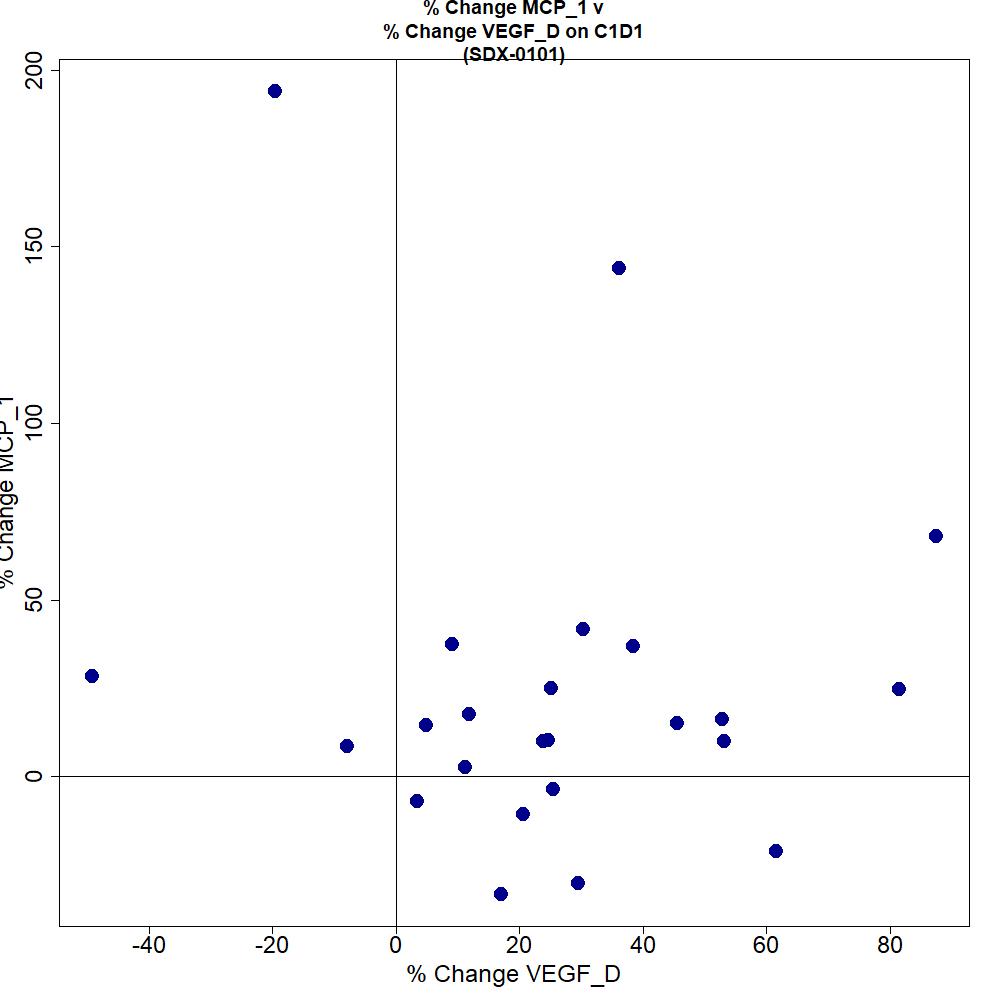 % Change MCP_1 v
% Change VEGF_D on C1D1
(SDX-0101)
% Change MCP_1
200
150
100
50
0
-40 -20 0 20 40 60 80
% Change VEGF_D